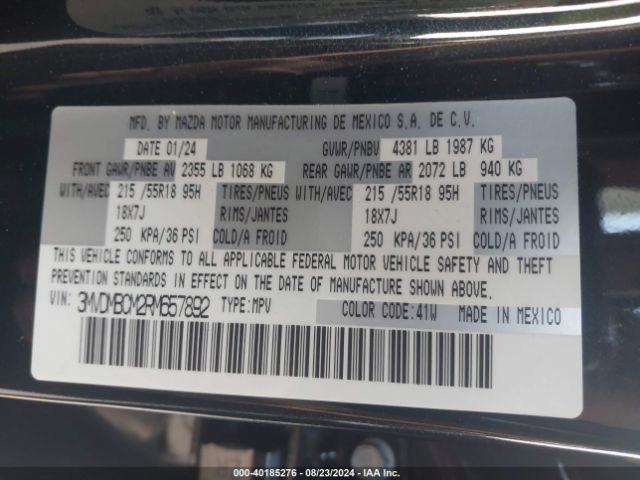 MFD. BY MAZDA MOTOR MANUFACTURING DE MEXICO S.A. DE C.V.
DATE 01/24 GVWR/PNBV 4381 LB 1987 KG
FRONT GAWR/PNBE AV 2355 LB 1068 KG REAR GAWR/PNBE AR 2072 LB 940 KG
WITH/AVEC 215 /55R18 95H TIRES/PNEUS WITH/AVEC 215 /55R18 95H TIRES/PNEUS
18X7J RIMS/JANTES 18X7J RIMS/JANTES
250 KPA/36 PSI COLD/A FROID 250 KPA/36 PSI COLD/A FROID
THIS VEHICLE CONFORMS TO ALL APPLICABLE FEDERAL MOTOR VEHICLE SAFETY AND THEFT
PREVENTION STANDARDS IN EFFECT ON THE DATE OF MANUFACTURE SHOWN ABOVE.
VIN: 3MVDMBCM2RM657892 TYPE:MPV COLOR CODE:41W MADE IN MEXICO
000-40185276 - 08/23/2024 - IAA Inc.